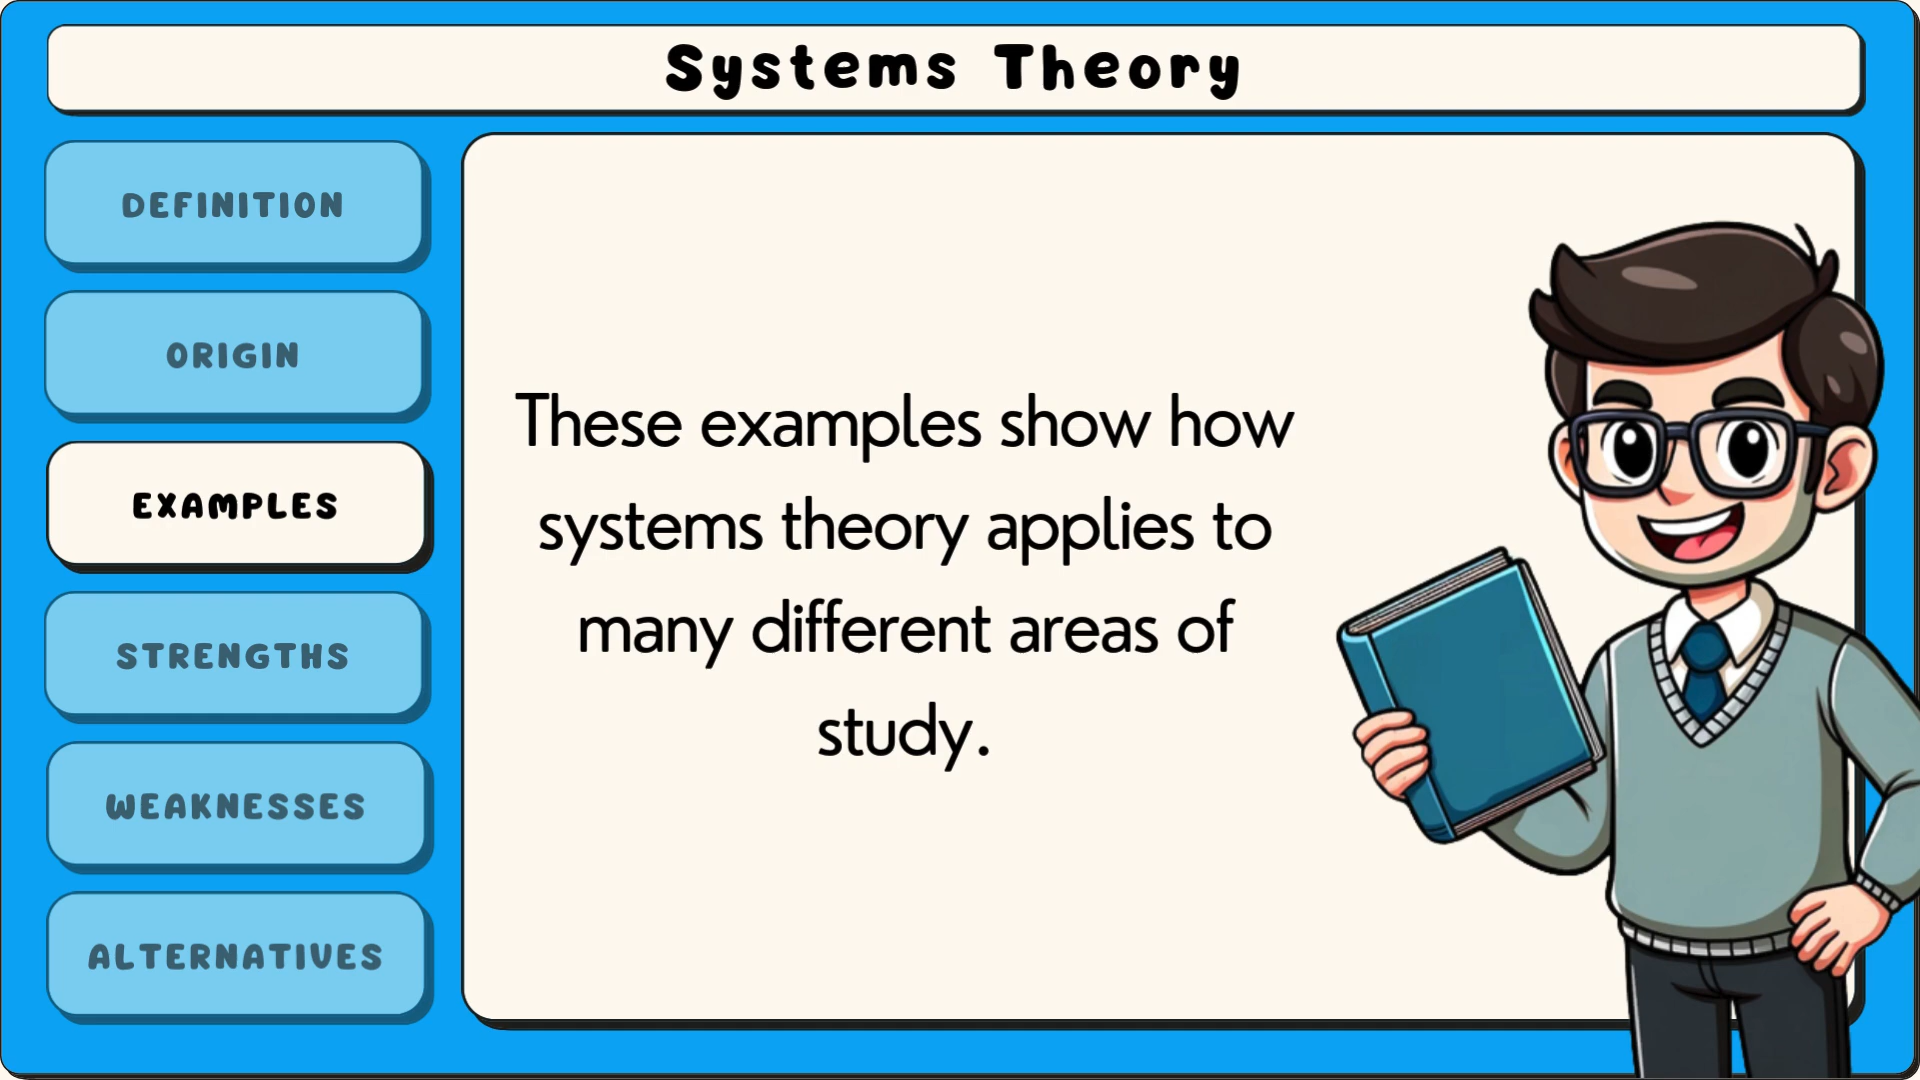 Systems Theory
DEFINITION
ORIGIN
EXAMPLES
STRENGTHS
WEAKNESSES
ALTERNATIVES
These examples show how
systems theory applies to
many different areas of
study.